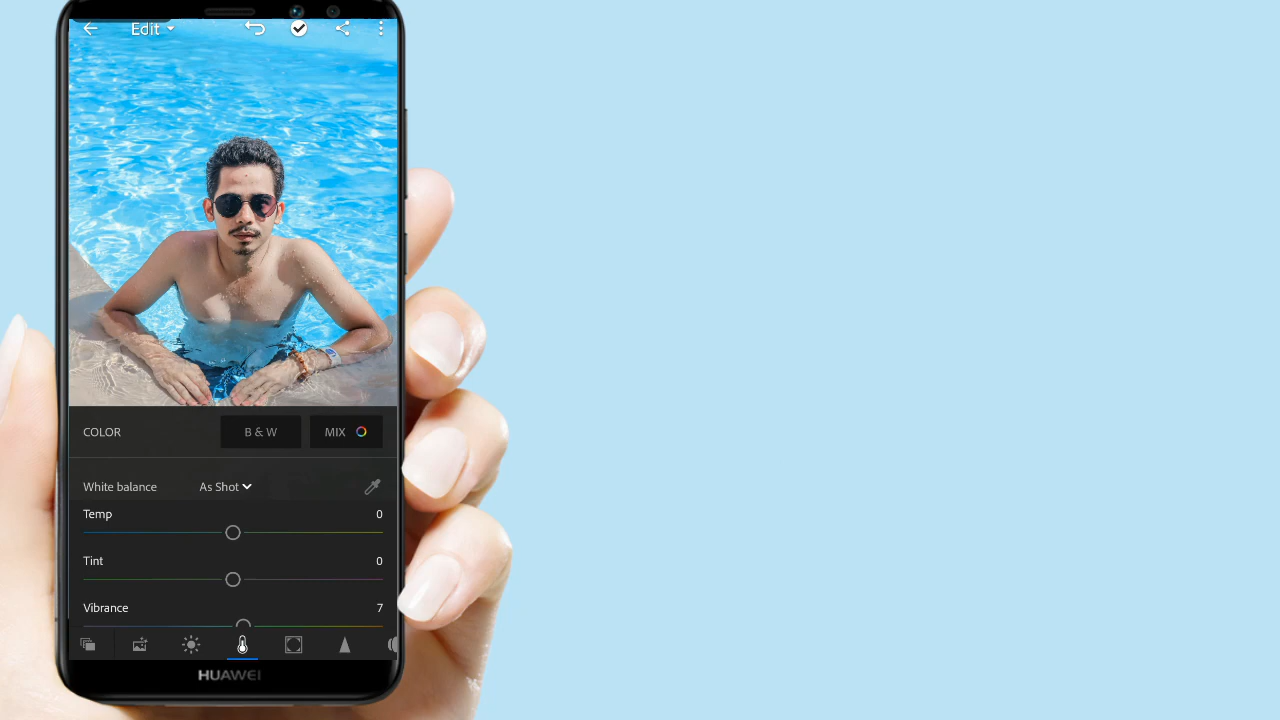 Edit
COLOR
B & W
MIX
White balance
As Shot
Temp
0
Tint
0
Vibrance
7
HUAWEI